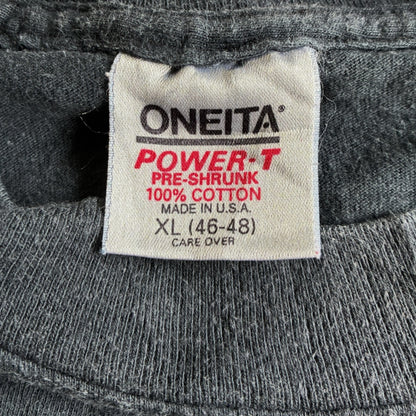 ONEITA®
POWER-T
PRE-SHRUNK
100% COTTON
MADE IN U.S.A.
XL (46-48)
CARE OVER